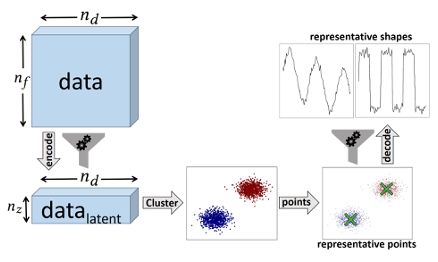 n_d
n_f
data
encode
n_d
n_z
data_latent
Cluster
points
representative points
decode
representative shapes